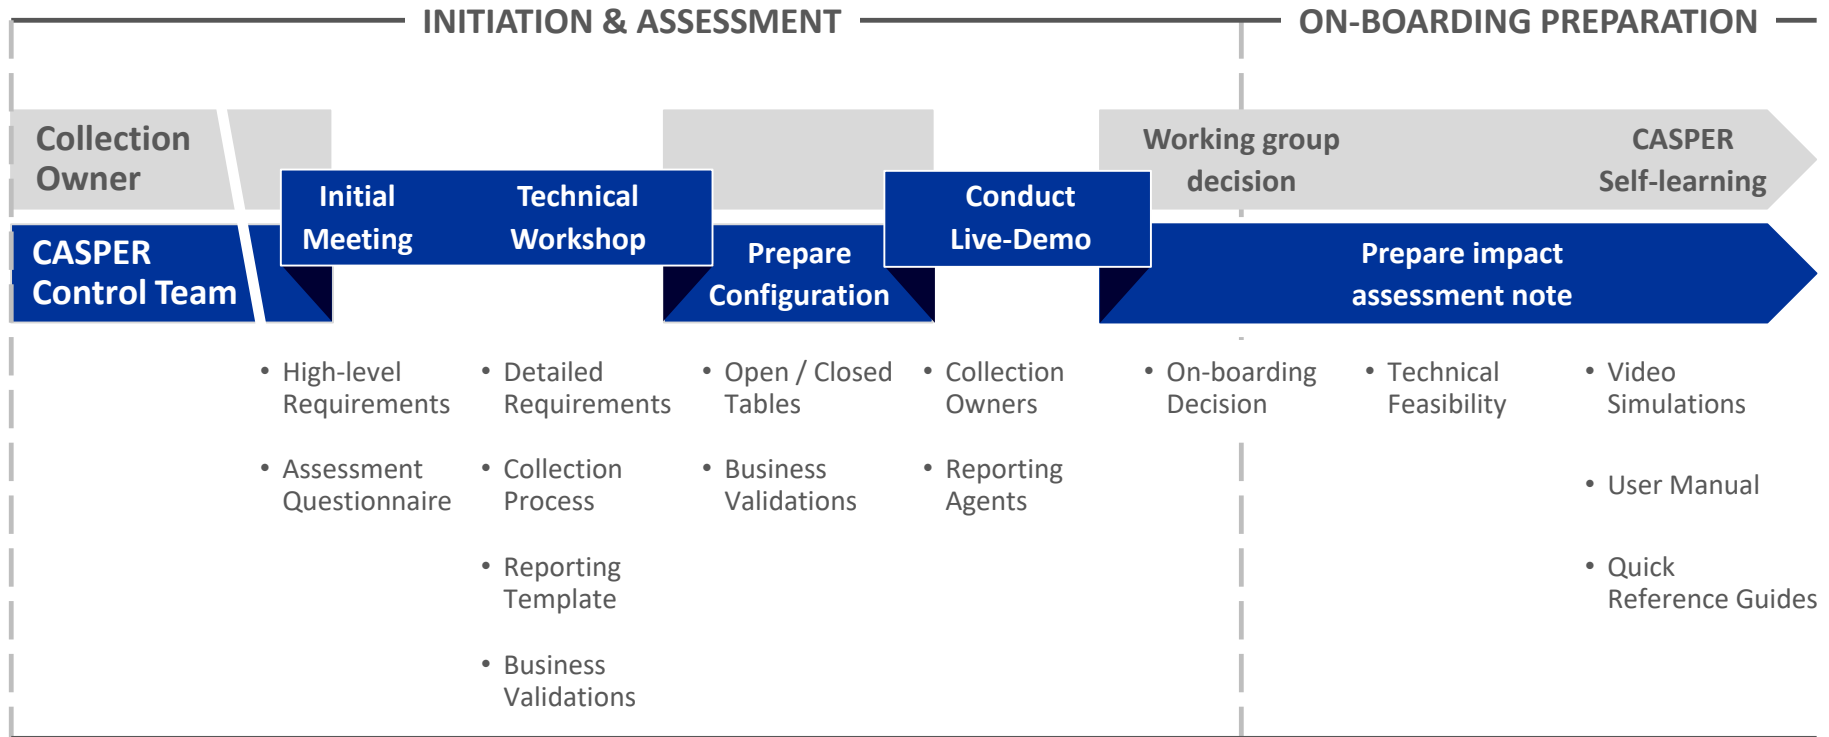 INITIATION & ASSESSMENT
ON-BOARDING PREPARATION
Collection
Owner
Working group
decision
CASPER
Self-learning
Initial
Meeting
Technical
Workshop
Conduct
Live-Demo
CASPER
Control Team
Prepare
Configuration
Prepare impact
assessment note
• High-level
Requirements
• Assessment
Questionnaire
• Detailed
Requirements
• Collection
Process
• Reporting
Template
• Business
Validations
• Open / Closed
Tables
• Business
Validations
• Collection
Owners
• Reporting
Agents
• On-boarding
Decision
• Technical
Feasibility
• Video
Simulations
• User Manual
• Quick
Reference Guides